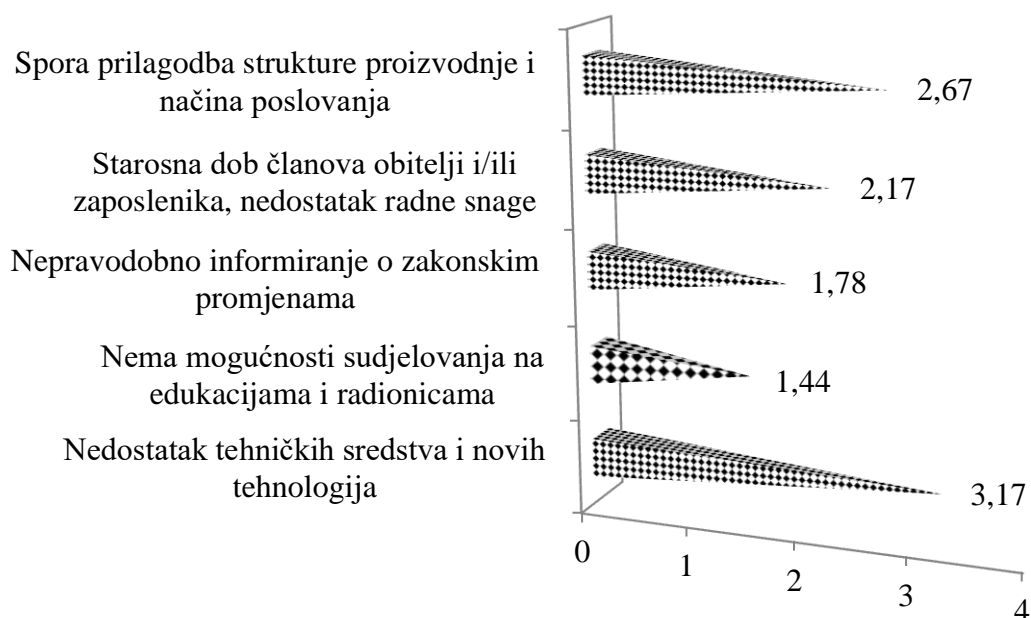 Spora prilagodba strukture proizvodnje i
načina poslovanja
2,67
Starosna dob članova obitelji i/ili
zaposlenika, nedostatak radne snage
2,17
Nepravodobno informiranje o zakonskim
promjenama
1,78
Nema mogućnosti sudjelovanja na
edukacijama i radionicama
1,44
Nedostatak tehničkih sredstva i novih
tehnologija
3,17
0
1
2
3
4